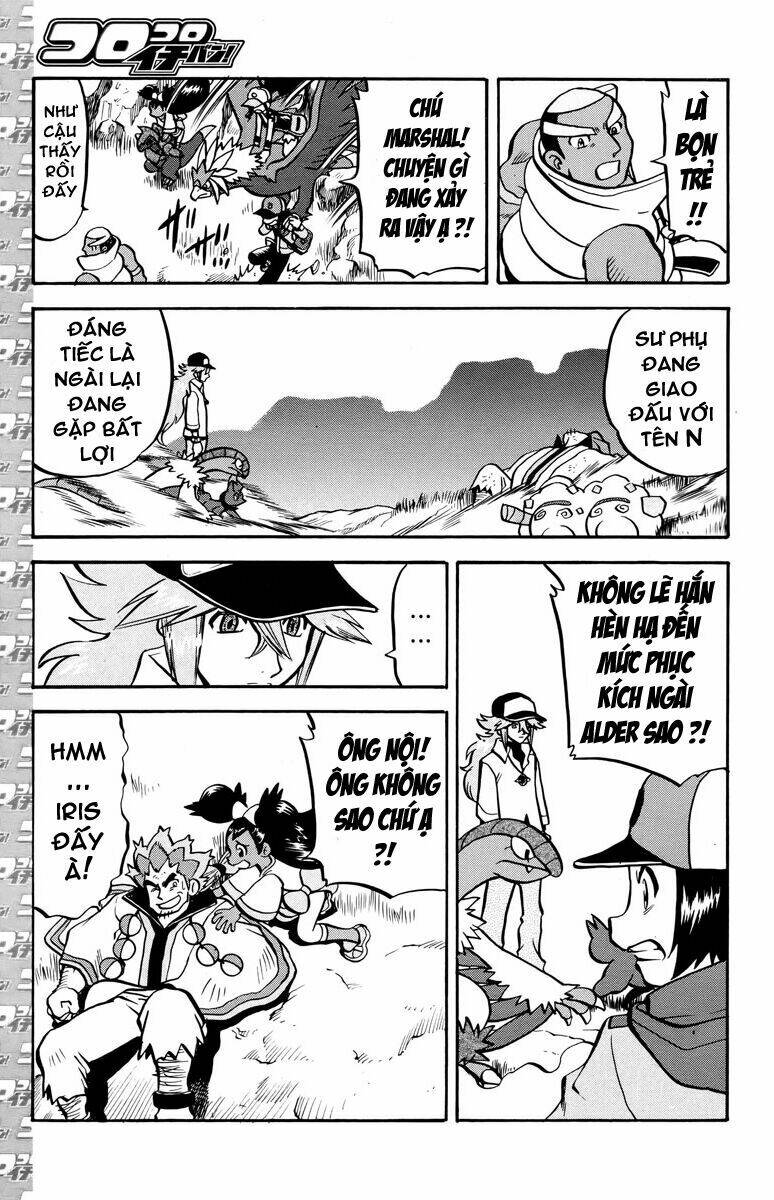 コロコロ
イチバン!
LÀ
BỌN
TRẺ
!!
CHÚ
MARSHAL!
CHUYỆN GÌ
ĐANG XẢY
RA VẬY Ạ ?!
NHƯ
CẬU
THẤY
RỒI
ĐẤY
ザザッ
SƯ PHỤ
ĐANG
GIAO
ĐẤU VỚI
TÊN N
ĐÁNG
TIẾC LÀ
NGÀI LẠI
ĐANG
GẶP BẤT
LỢI
KHÔNG LẼ HẮN
HÈN HẠ ĐẾN
MỨC PHỤC
KÍCH NGÀI
ALDER SAO ?!
...
...
ÔNG NỘI!
ÔNG KHÔNG
SAO CHỨ Ạ
?!
HMM
...
IRIS
ĐẤY
À!